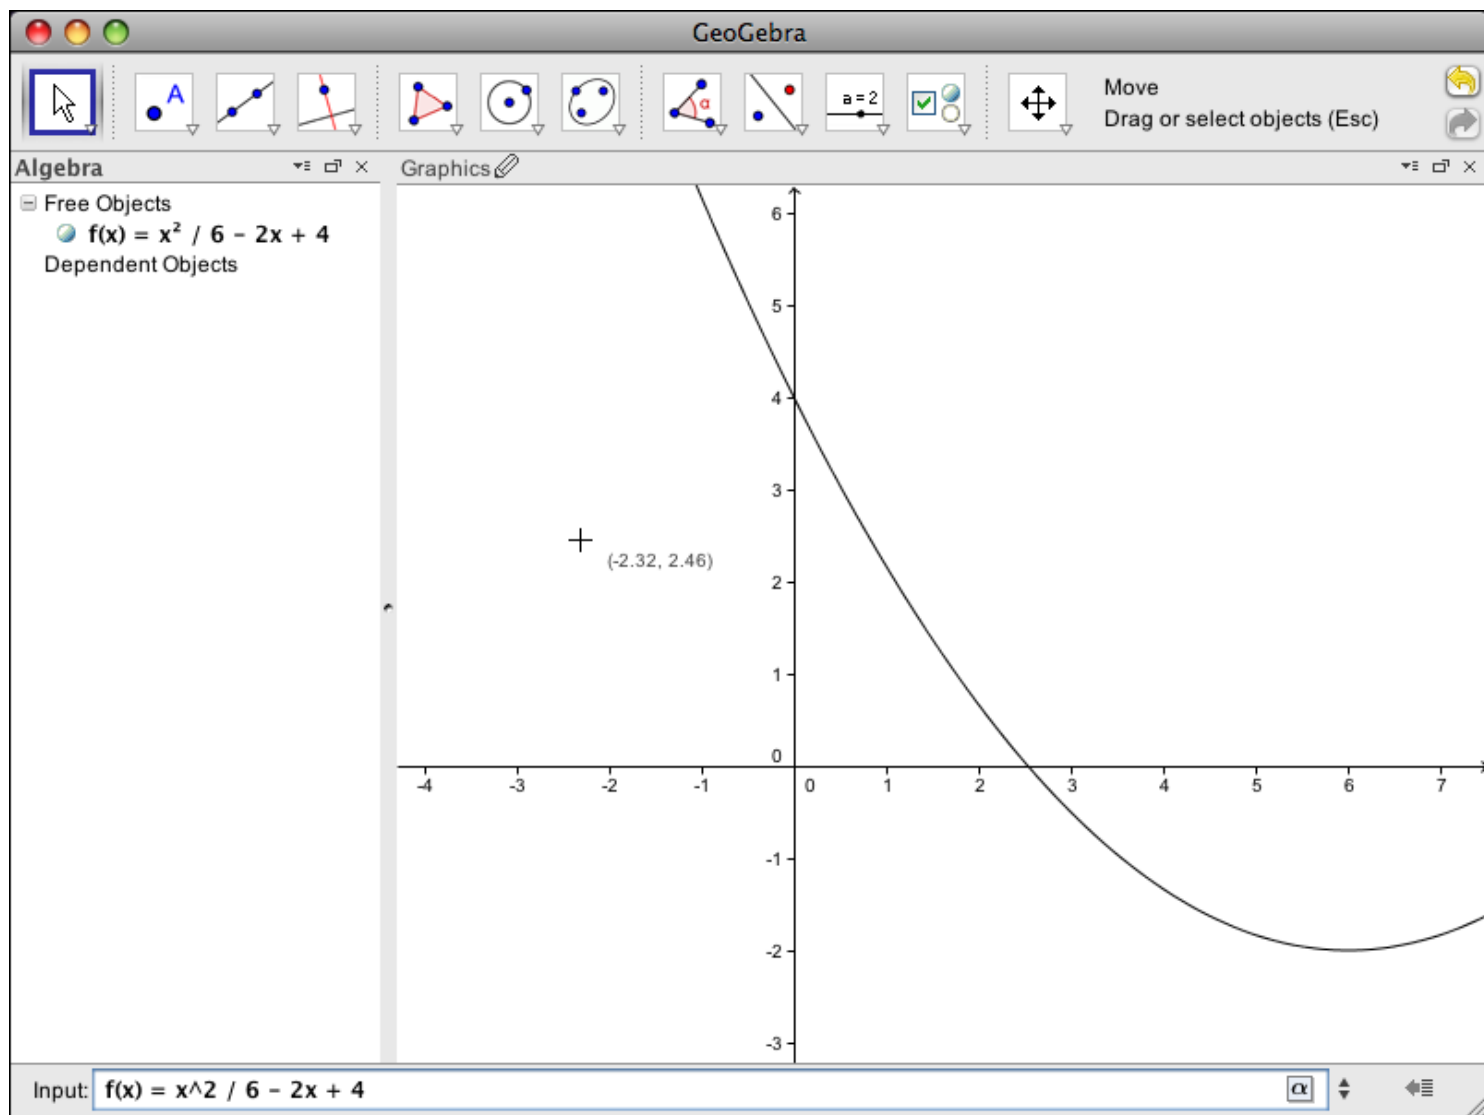 GeoGebra
A
α
a=2
Move
Drag or select objects (Esc)
Algebra
Graphics
Free Objects
f(x) = x² / 6 – 2x + 4
Dependent Objects
6
5
4
3
(-2.32, 2.46)
2
1
0
-4 -3 -2 -1 0 1 2 3 4 5 6 7
-1
-2
-3
Input: f(x) = x^2 / 6 – 2x + 4 α